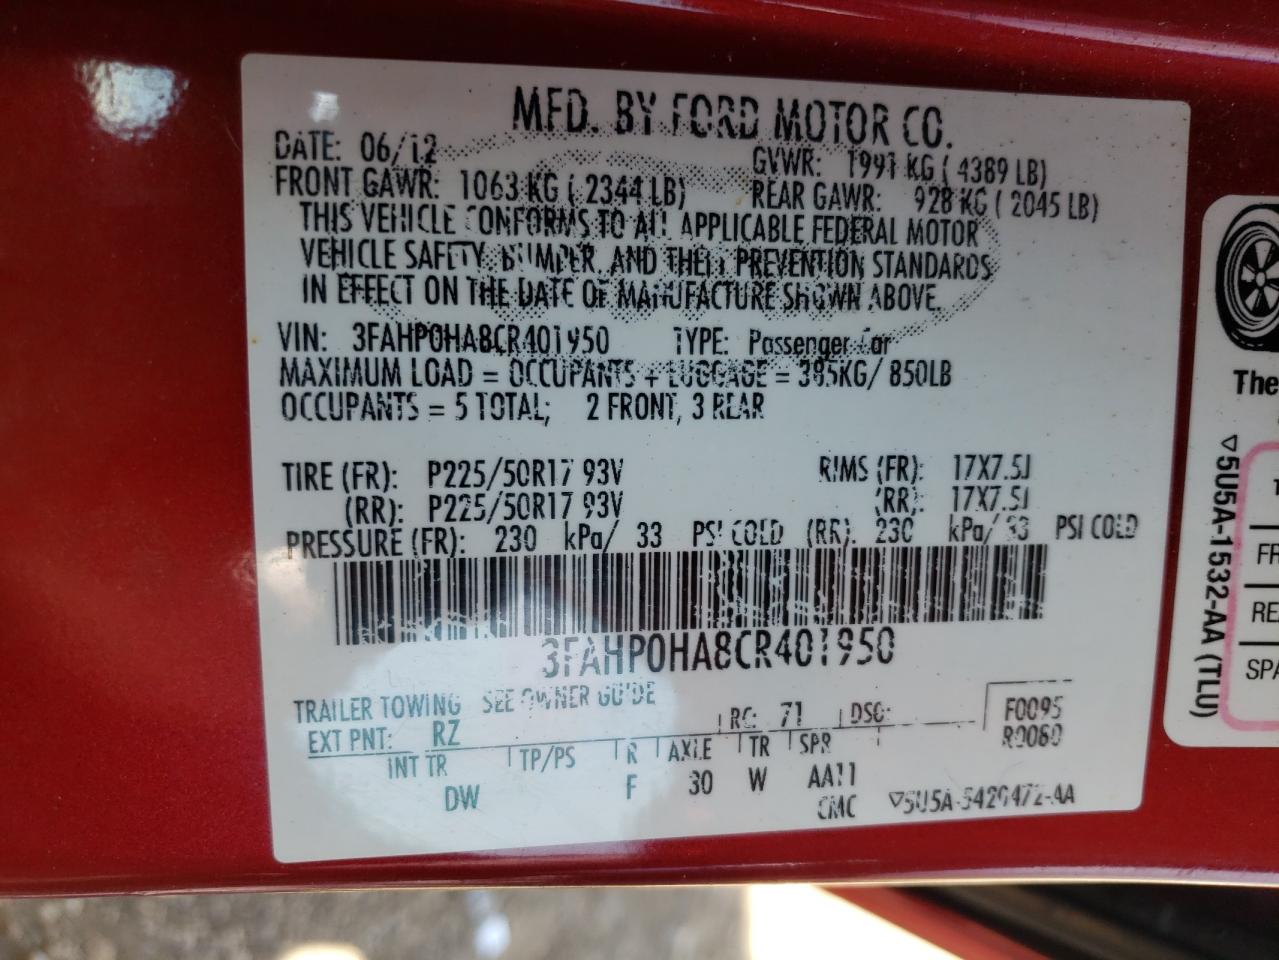 MFD. BY FORD MOTOR CO.
DATE: 06/12 GVWR: 1991 KG ( 4389 LB)
FRONT GAWR: 1063 KG ( 2344 LB) REAR GAWR: 928 KG ( 2045 LB)
THIS VEHICLE CONFORMS TO ALL APPLICABLE FEDERAL MOTOR
VEHICLE SAFETY, BUMPER, AND THEFT PREVENTION STANDARDS
IN EFFECT ON THE DATE OF MANUFACTURE SHOWN ABOVE.
VIN: 3FAHP0HA8CR401950 TYPE: Passenger Car
MAXIMUM LOAD = OCCUPANTS + LUGGAGE = 385KG/ 850LB
OCCUPANTS = 5 TOTAL; 2 FRONT, 3 REAR
TIRE (FR): P225/50R17 93V RIMS (FR): 17X7.5J
(RR): P225/50R17 93V (RR): 17X7.5J
PRESSURE (FR): 230 kPa/ 33 PSI COLD (RR): 230 kPa/ 33 PSI COLD
3FAHP0HA8CR401950
TRAILER TOWING SEE OWNER GUIDE
EXT PNT: RZ RC: 71 DSO: F0095
R0060
INT TR TP/PS R AXLE TR SPR
DW F 30 W AA11
CMC ▽5U5A-5420472-AA
The
FR
RE
SPA
▽5U5A-1532-AA (TLU)